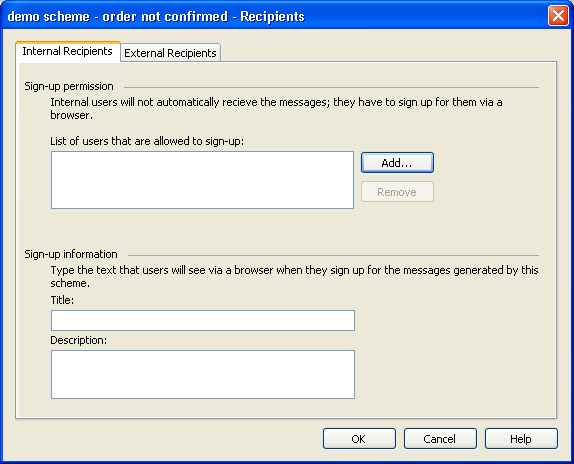 demo scheme - order not confirmed - Recipients
Internal Recipients
External Recipients
Sign-up permission
Internal users will not automatically recieve the messages; they have to sign up for them via a
browser.
List of users that are allowed to sign-up:
Add...
Remove
Sign-up information
Type the text that users will see via a browser when they sign up for the messages generated by this
scheme.
Title:
Description:
OK
Cancel
Help